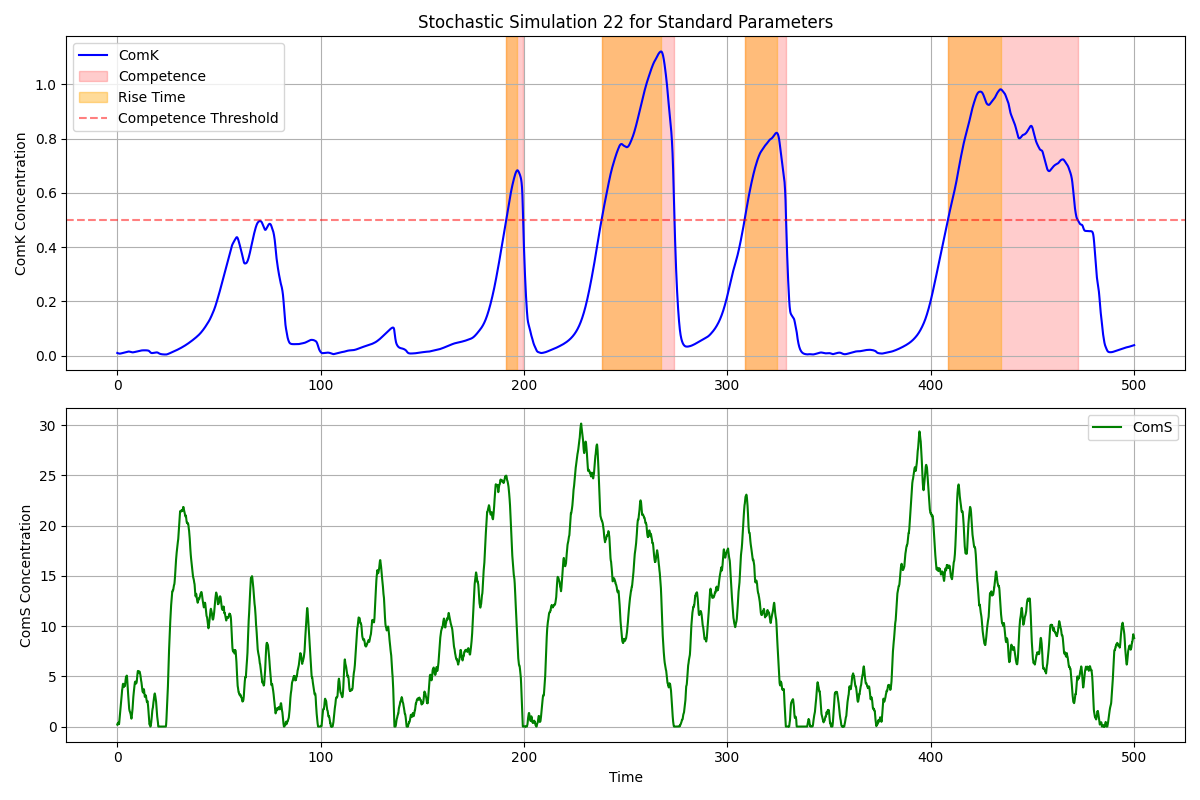 Stochastic Simulation 22 for Standard Parameters
ComK
Competence
Rise Time
Competence Threshold
ComK Concentration
1.0
0.8
0.6
0.4
0.2
0.0
0 100 200 300 400 500
ComS
ComS Concentration
30
25
20
15
10
5
0
0 100 200 300 400 500
Time